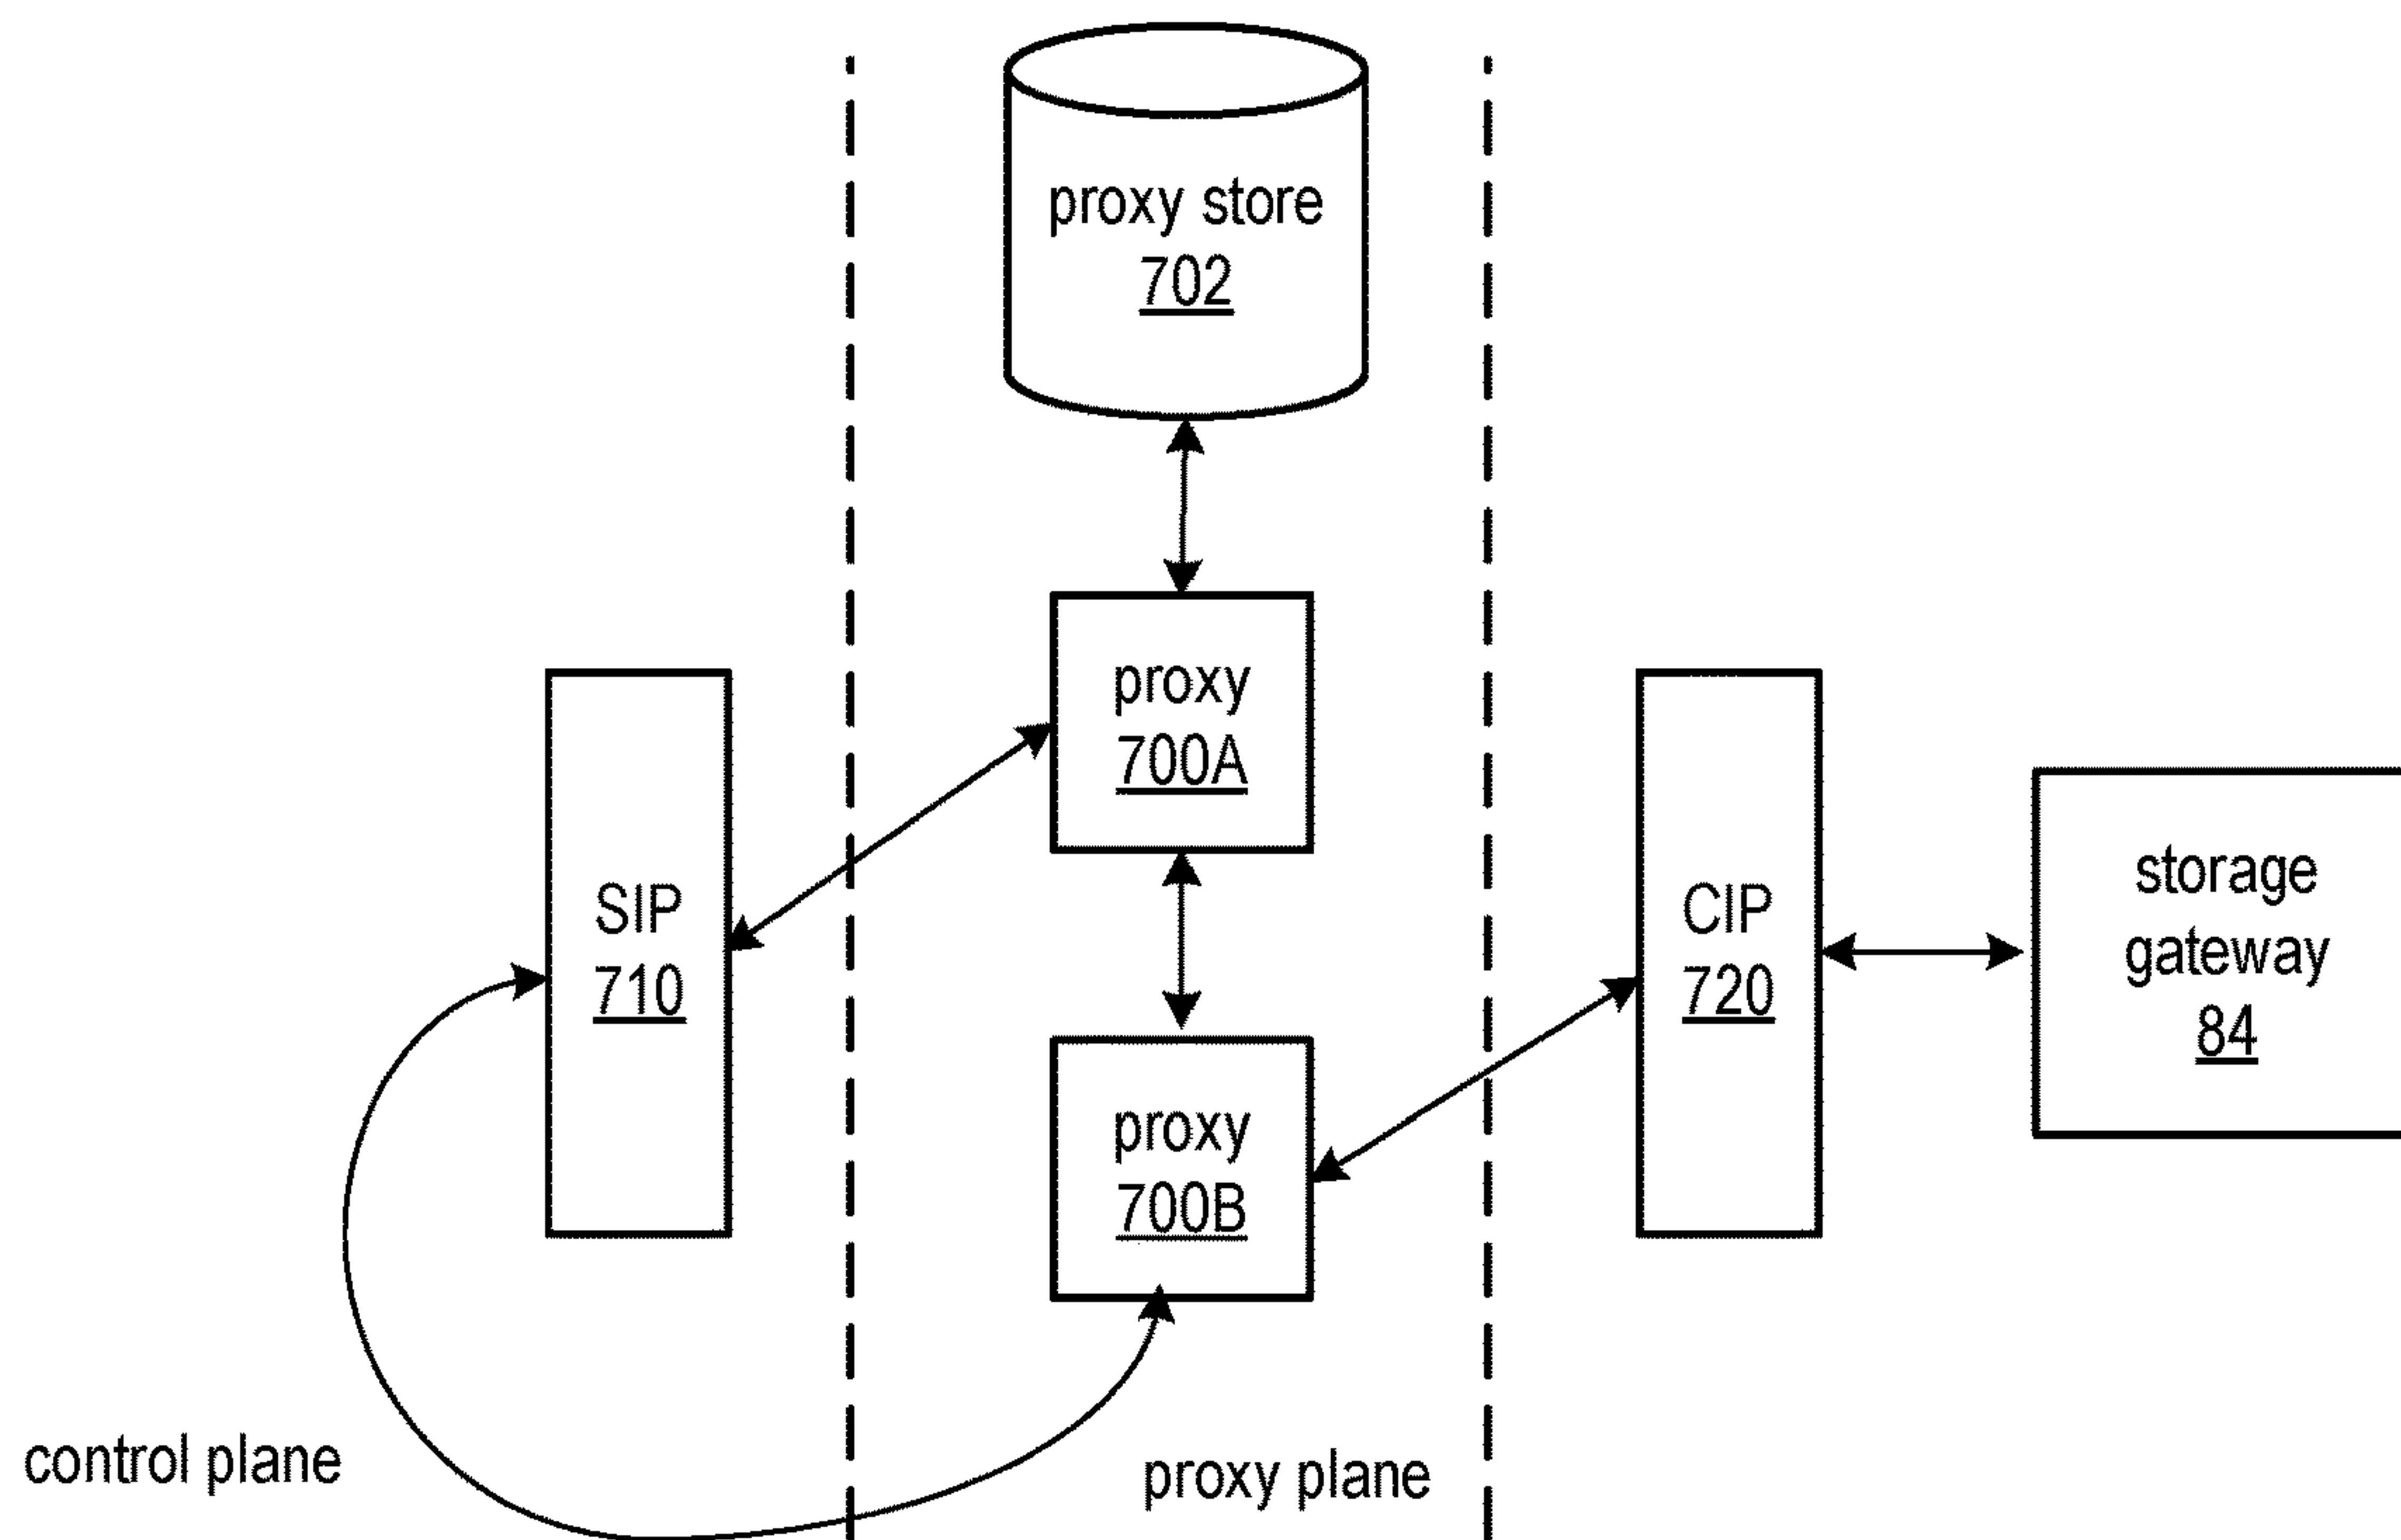 proxy store
702
proxy
700A
SIP
710
CIP
720
storage
gateway
84
proxy
700B
control plane
proxy plane